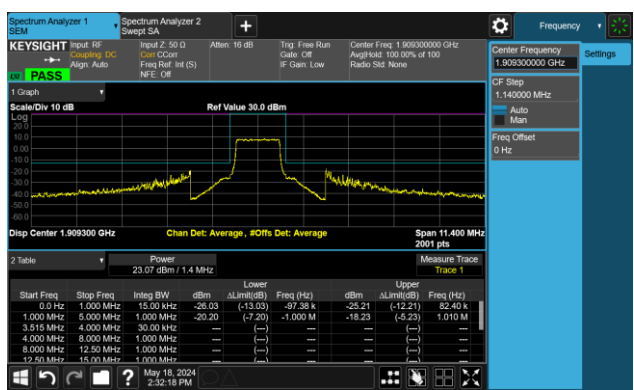 Spectrum Analyzer 1
SEM
Spectrum Analyzer 2
Swept SA
Frequency
KEYSIGHT
Input: RF
Coupling: DC
Align: Auto
Input Z: 50 Ω
Corr CCorr
Freq Ref: Int (S)
NFE: Off
Atten: 16 dB
Trig: Free Run
Gate: Off
IF Gain: Low
Center Freq: 1.909300000 GHz
Avg|Hold: 100.00% of 100
Radio Std: None
PASS
Center Frequency
1.909300000 GHz
Settings
CF Step
1.140000 MHz
Auto
Man
Freq Offset
0 Hz
1 Graph
Scale/Div 10 dB
Ref Value 30.0 dBm
Log
20.0
10.0
0.00
-10.0
-20.0
-30.0
-40.0
-50.0
-60.0
Disp Center 1.909300 GHz
Chan Det: Average, #Offs Det: Average
Span 11.400 MHz
2001 pts
2 Table
Power
23.07 dBm / 1.4 MHz
Measure Trace
Trace 1
Lower Upper
Start Freq Stop Freq Integ BW dBm ΔLimit(dB) Freq (Hz) dBm ΔLimit(dB) Freq (Hz)
0.0 Hz 1.000 MHz 15.00 kHz -26.03 (-13.03) -97.38 k -25.21 (-12.21) 82.40 k
1.000 MHz 5.000 MHz 1.000 MHz -20.20 (-7.20) -1.000 M -18.23 (-5.23) 1.010 M
3.515 MHz 4.000 MHz 30.00 kHz --- (---) --- --- (---) ---
4.000 MHz 8.000 MHz 1.000 MHz --- (---) --- --- (---) ---
8.000 MHz 12.50 MHz 1.000 MHz --- (---) --- --- (---) ---
12.50 MHz 15.00 MHz 1.000 MHz --- (---) --- --- (---) ---
May 18, 2024
2:32:18 PM